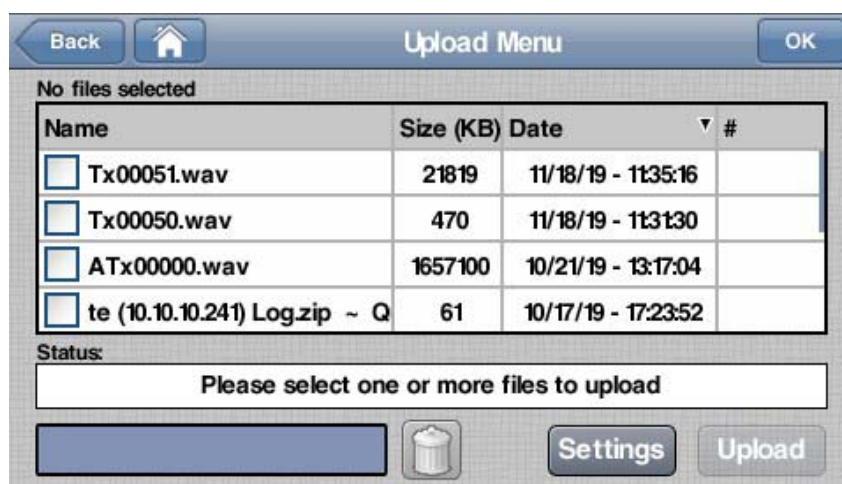 Back Upload Menu OK
No files selected
Name Size (KB) Date ▼ #
Tx00051.wav 21819 11/18/19 - 11:35:16
Tx00050.wav 470 11/18/19 - 11:31:30
ATx00000.wav 1657100 10/21/19 - 13:17:04
te (10.10.10.241) Log.zip ~ Q 61 10/17/19 - 17:23:52
Status:
Please select one or more files to upload
Settings Upload